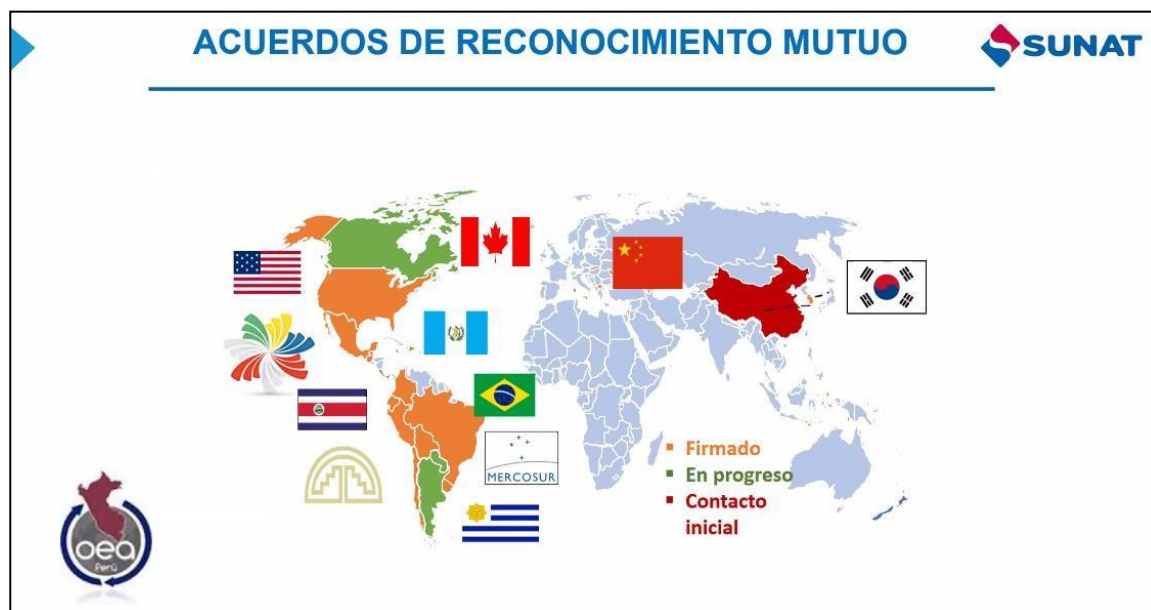 ACUERDOS DE RECONOCIMIENTO MUTUO
SUNAT
MERCOSUR
Firmado
En progreso
Contacto
inicial
oea
Perú